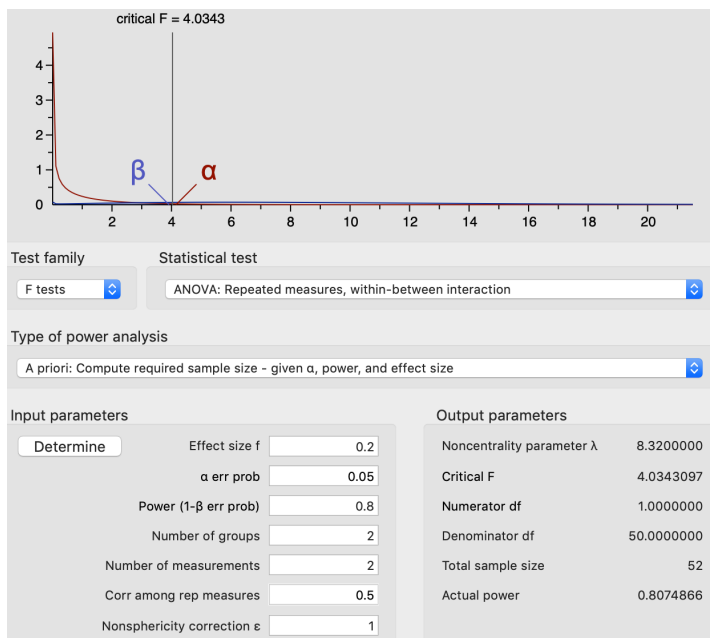 critical F = 4.0343
4
3
2
1
0
β
α
2 4 6 8 10 12 14 16 18 20
Test family
Statistical test
F tests
ANOVA: Repeated measures, within-between interaction
Type of power analysis
A priori: Compute required sample size - given α, power, and effect size
Input parameters
Determine
Effect size f 0.2
α err prob 0.05
Power (1-β err prob) 0.8
Number of groups 2
Number of measurements 2
Corr among rep measures 0.5
Nonsphericity correction ε 1
Output parameters
Noncentrality parameter λ 8.3200000
Critical F 4.0343097
Numerator df 1.0000000
Denominator df 50.0000000
Total sample size 52
Actual power 0.8074866